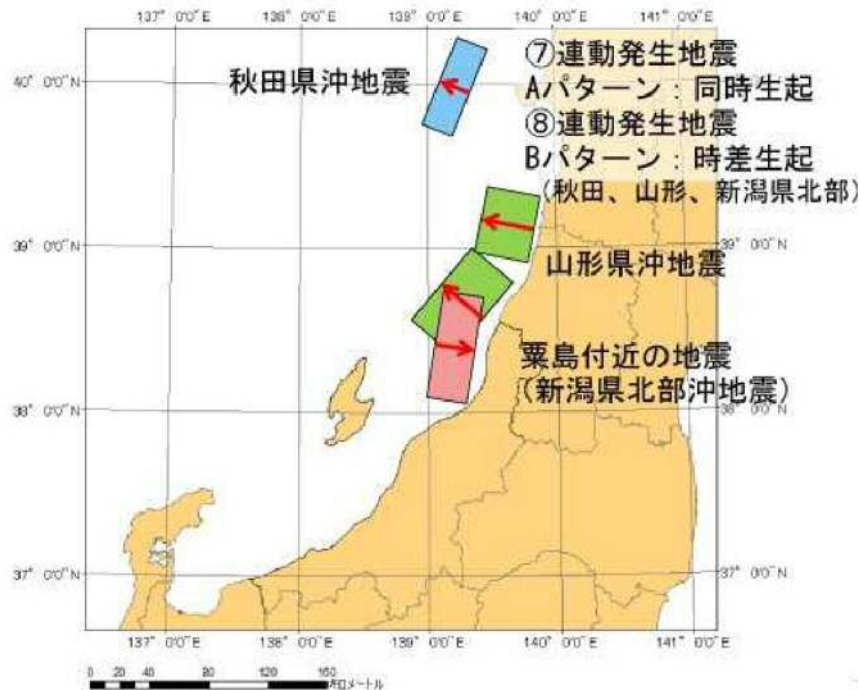 137° 0'0"E
138° 0'0"E
139° 0'0"E
140° 0'0"E
141° 0'0"E
40° 0'0"N
秋田県沖地震
⑦連動発生地震
Aパターン：同時生起
⑧連動発生地震
Bパターン：時差生起
(秋田、山形、新潟県北部)
39° 0'0"N
39° 0'0"N
山形県沖地震
粟島付近の地震
(新潟県北部沖地震)
38° 0'0"N
38° 0'0"N
37° 0'0"N
37° 0'0"N
137° 0'0"E
138° 0'0"E
139° 0'0"E
140° 0'0"E
141° 0'0"E
0 20 40 80 120 160
キロメートル